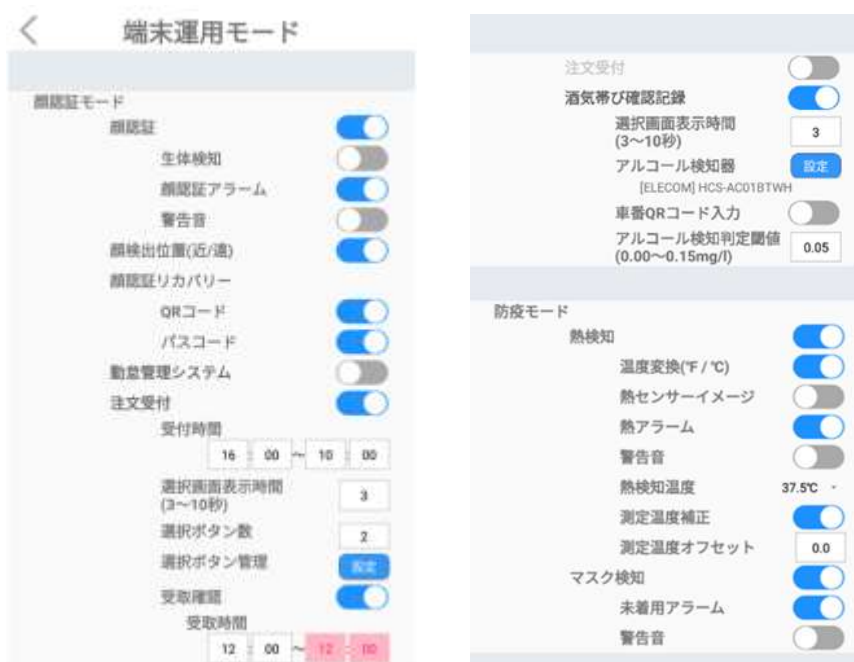 端末運用モード
顔認証モード
顔認証
生体検知
顔認証アラーム
警告音
顔検出位置(近/遠)
顔認証リカバリー
QRコード
パスコード
勤怠管理システム
注文受付
受付時間
16 : 00 ～ 10 : 00
選択画面表示時間
(3～10秒)
3
選択ボタン数
2
選択ボタン管理
設定
受取確認
受取時間
12 : 00 ～ 12 : 00
注文受付
酒気帯び確認記録
選択画面表示時間
(3～10秒)
3
アルコール検知器
設定
[ELECOM] HCS-AC01BTWH
車番QRコード入力
アルコール検知判定閾値
(0.00～0.15mg/l)
0.05
防疫モード
熱検知
温度変換(℉ / ℃)
熱センサーイメージ
熱アラーム
警告音
熱検知温度
37.5℃
測定温度補正
測定温度オフセット
0.0
マスク検知
未着用アラーム
警告音